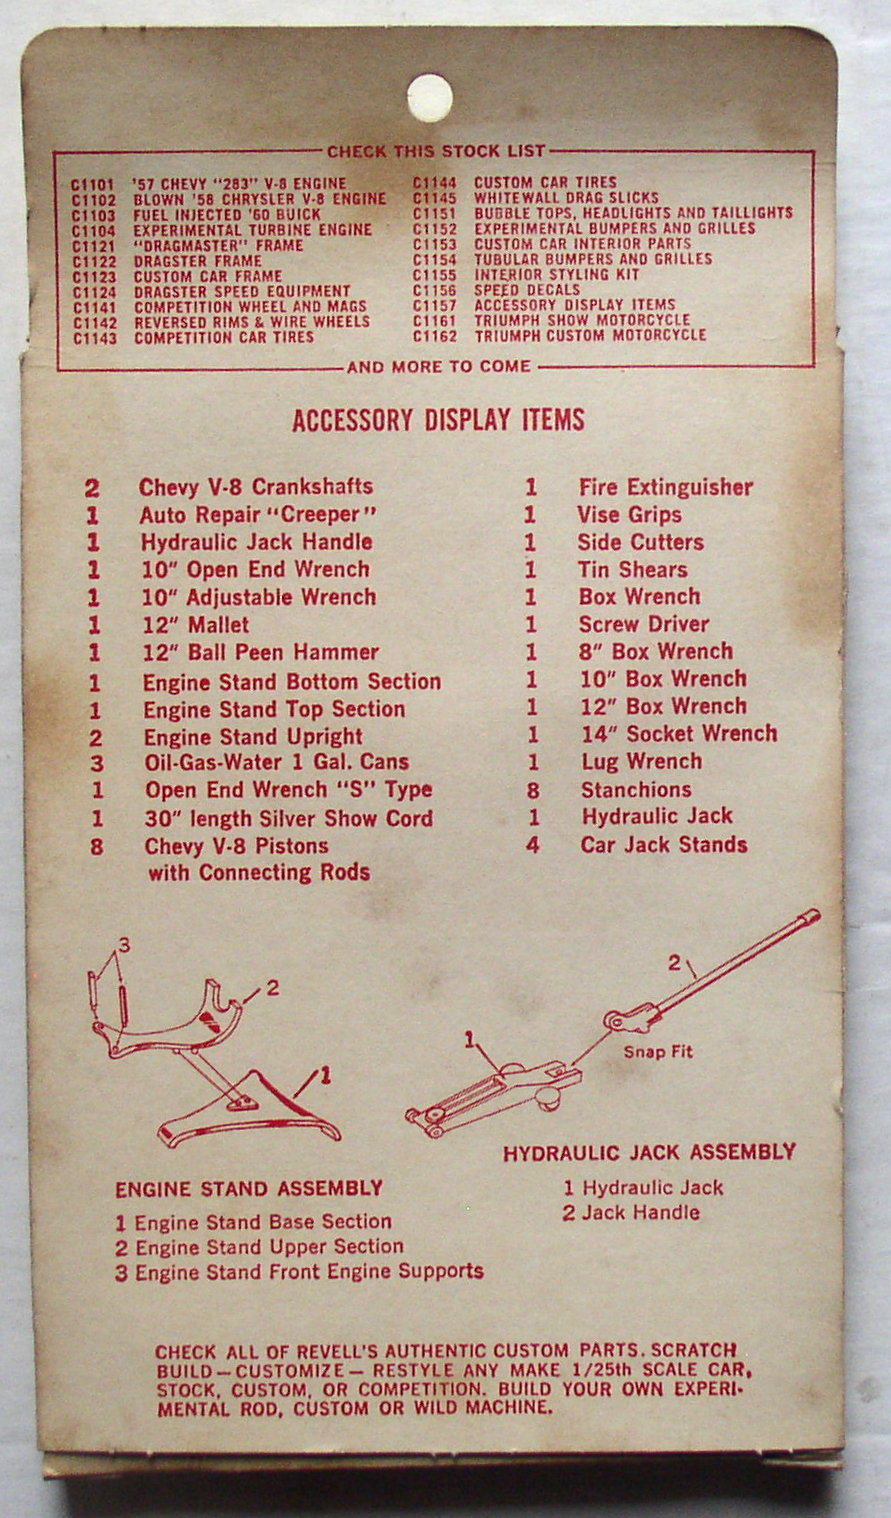 CHECK THIS STOCK LIST
C1101 '57 CHEVY "283" V-8 ENGINE
C1102 BLOWN '58 CHRYSLER V-8 ENGINE
C1103 FUEL INJECTED '60 BUICK
C1104 EXPERIMENTAL TURBINE ENGINE
C1121 "DRAGMASTER" FRAME
C1122 DRAGSTER FRAME
C1123 CUSTOM CAR FRAME
C1124 DRAGSTER SPEED EQUIPMENT
C1141 COMPETITION WHEEL AND MAGS
C1142 REVERSED RIMS & WIRE WHEELS
C1143 COMPETITION CAR TIRES
C1144 CUSTOM CAR TIRES
C1145 WHITEWALL DRAG SLICKS
C1151 BUBBLE TOPS, HEADLIGHTS AND TAILLIGHTS
C1152 EXPERIMENTAL BUMPERS AND GRILLES
C1153 CUSTOM CAR INTERIOR PARTS
C1154 TUBULAR BUMPERS AND GRILLES
C1155 INTERIOR STYLING KIT
C1156 SPEED DECALS
C1157 ACCESSORY DISPLAY ITEMS
C1161 TRIUMPH SHOW MOTORCYCLE
C1162 TRIUMPH CUSTOM MOTORCYCLE
AND MORE TO COME
ACCESSORY DISPLAY ITEMS
2 Chevy V-8 Crankshafts
1 Auto Repair "Creeper"
1 Hydraulic Jack Handle
1 10" Open End Wrench
1 10" Adjustable Wrench
1 12" Mallet
1 12" Ball Peen Hammer
1 Engine Stand Bottom Section
1 Engine Stand Top Section
2 Engine Stand Upright
3 Oil-Gas-Water 1 Gal. Cans
1 Open End Wrench "S" Type
1 30" length Silver Show Cord
8 Chevy V-8 Pistons
with Connecting Rods
1 Fire Extinguisher
1 Vise Grips
1 Side Cutters
1 Tin Shears
1 Box Wrench
1 Screw Driver
1 8" Box Wrench
1 10" Box Wrench
1 12" Box Wrench
1 14" Socket Wrench
1 Lug Wrench
8 Stanchions
1 Hydraulic Jack
4 Car Jack Stands
3
2
1
2
1
Snap Fit
ENGINE STAND ASSEMBLY
1 Engine Stand Base Section
2 Engine Stand Upper Section
3 Engine Stand Front Engine Supports
HYDRAULIC JACK ASSEMBLY
1 Hydraulic Jack
2 Jack Handle
CHECK ALL OF REVELL'S AUTHENTIC CUSTOM PARTS. SCRATCH
BUILD—CUSTOMIZE— RESTYLE ANY MAKE 1/25th SCALE CAR,
STOCK, CUSTOM, OR COMPETITION. BUILD YOUR OWN EXPERI-
MENTAL ROD, CUSTOM OR WILD MACHINE.